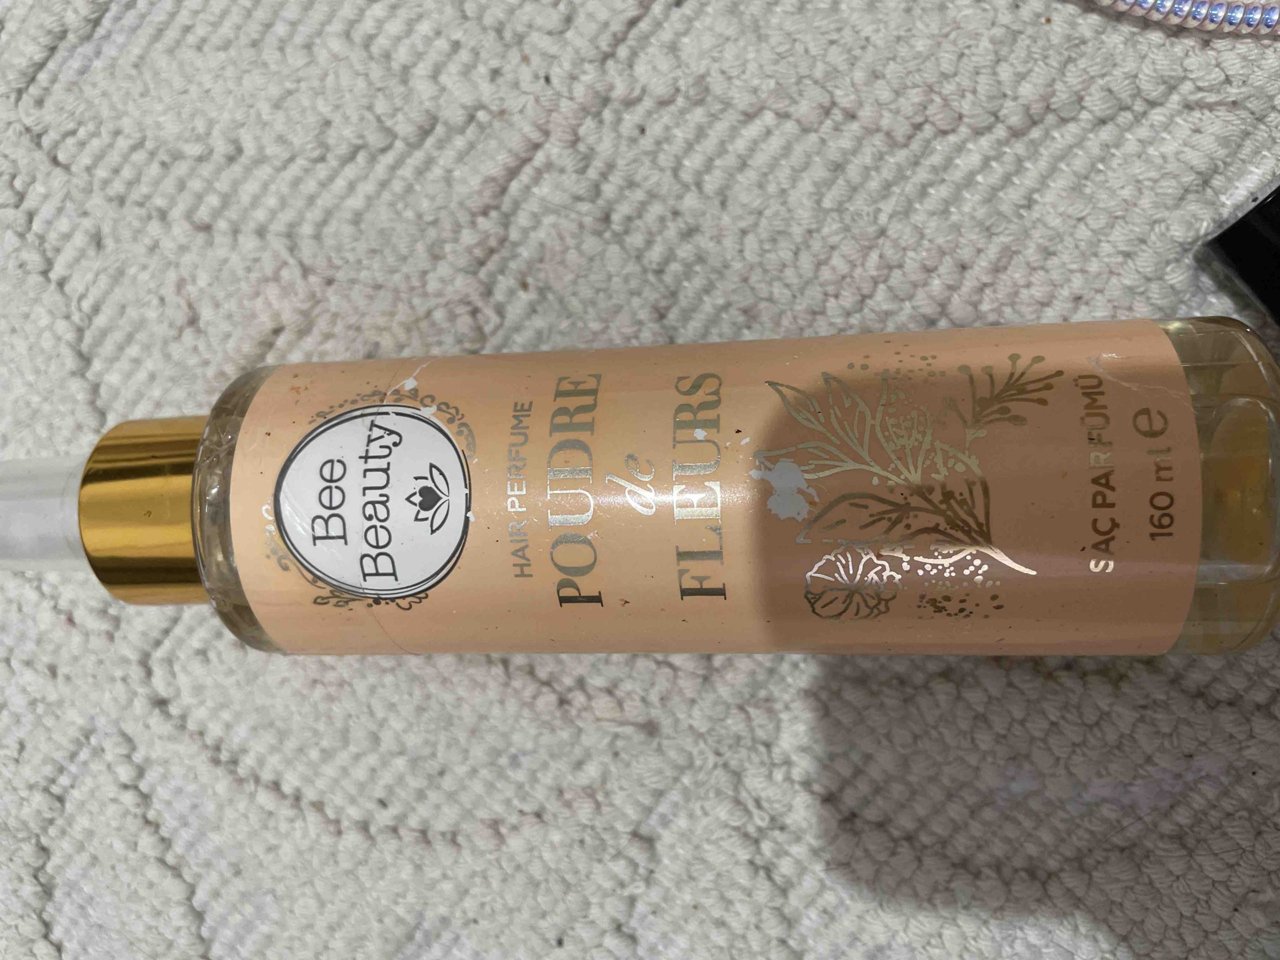 Bee
Beauty
HAIR PERFUME
POUDRE
de
FLEURS
SAÇ PARFÜMÜ
160 ml e